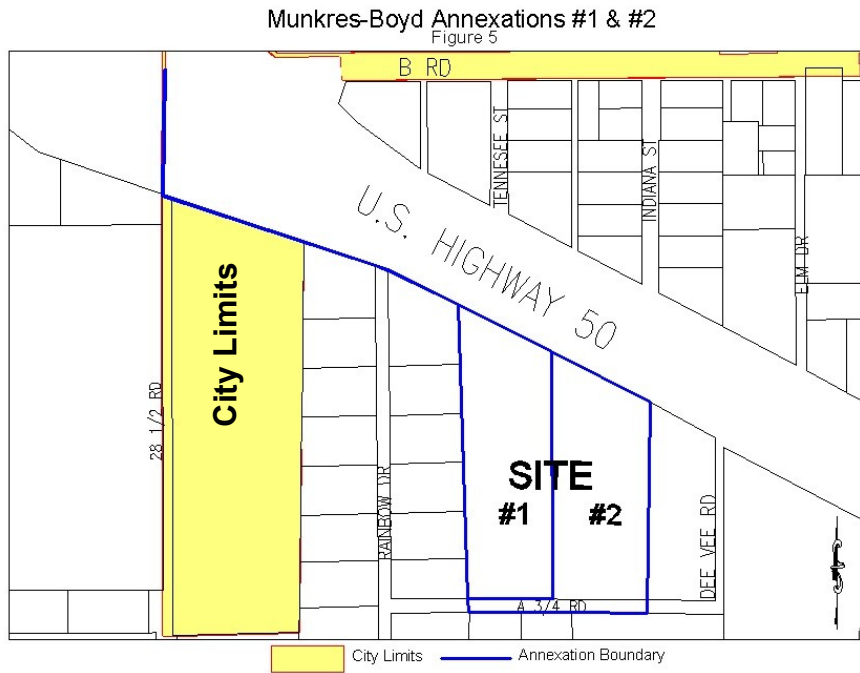 Munkres-Boyd Annexations #1 & #2
Figure 5
B RD
TENNESSEE ST
INDIANA ST
ELM DR
U.S. HIGHWAY 50
City Limits
28 1/2 RD
RAINBOW DR
SITE
#1 #2
DEE VEE RD
A 3/4 RD
City Limits Annexation Boundary